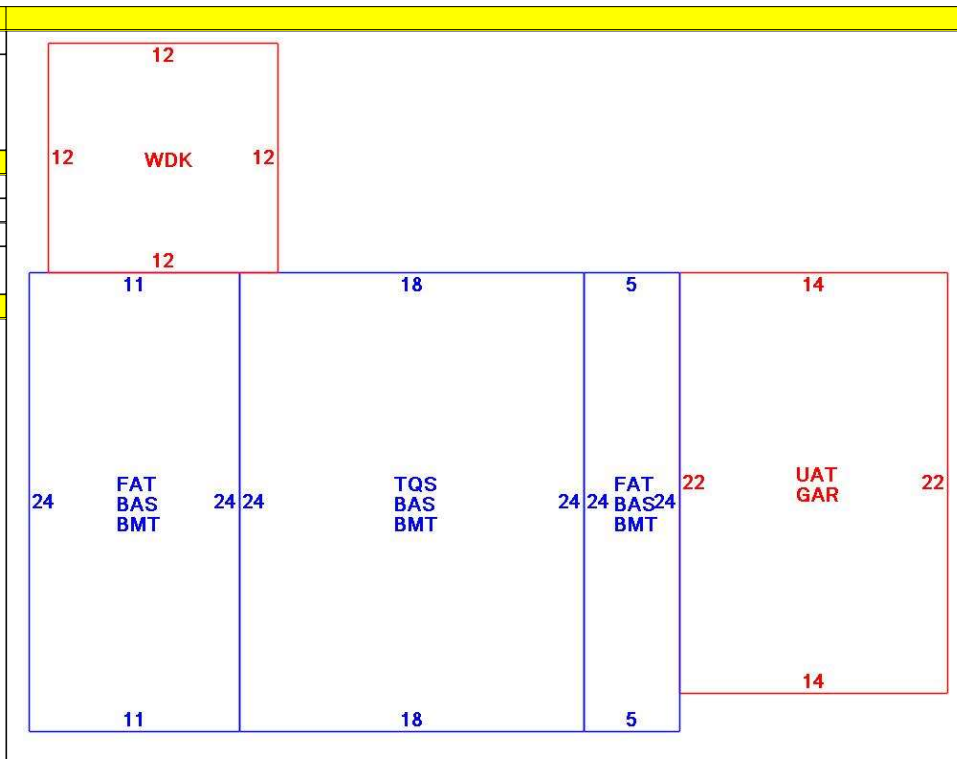 12
12 WDK 12
12
11 18 5 14
24 FAT BAS BMT 24
24 TQS BAS BMT 24
24 FAT BAS BMT 24
22 UAT GAR 22
14
11 18 5